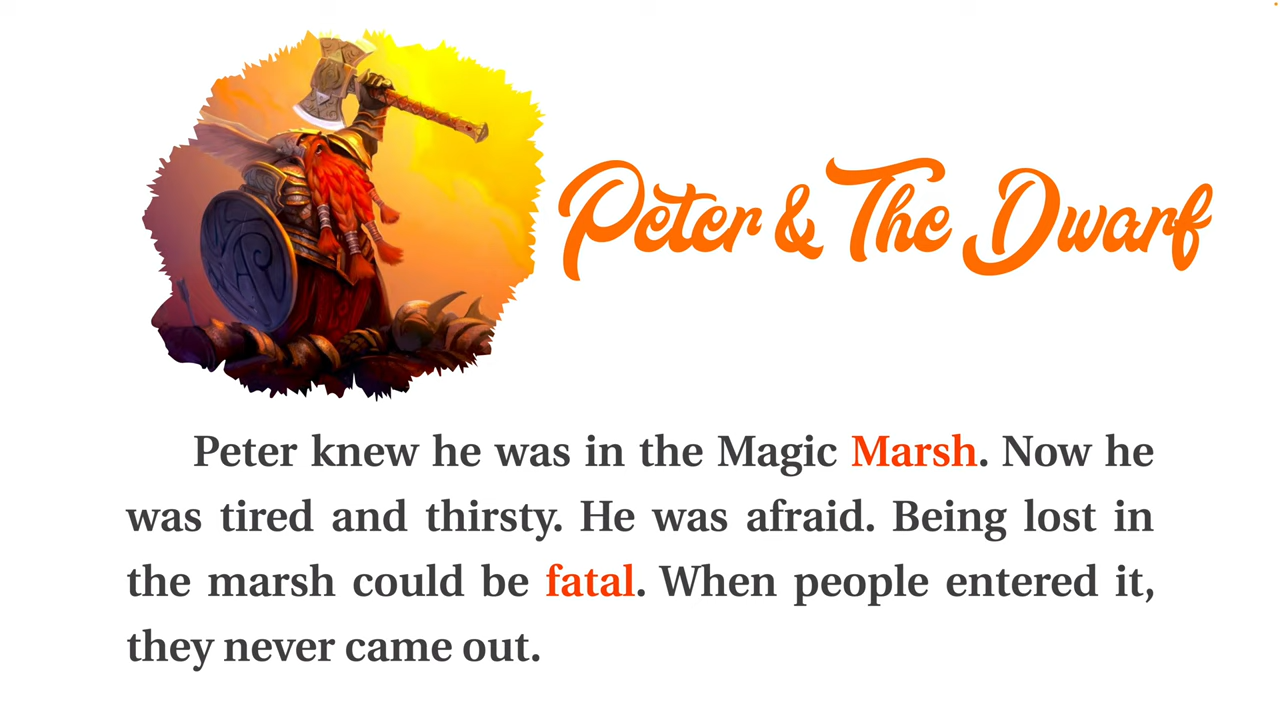 Peter & The Dwarf
Peter knew he was in the Magic Marsh. Now he
was tired and thirsty. He was afraid. Being lost in
the marsh could be fatal. When people entered it,
they never came out.